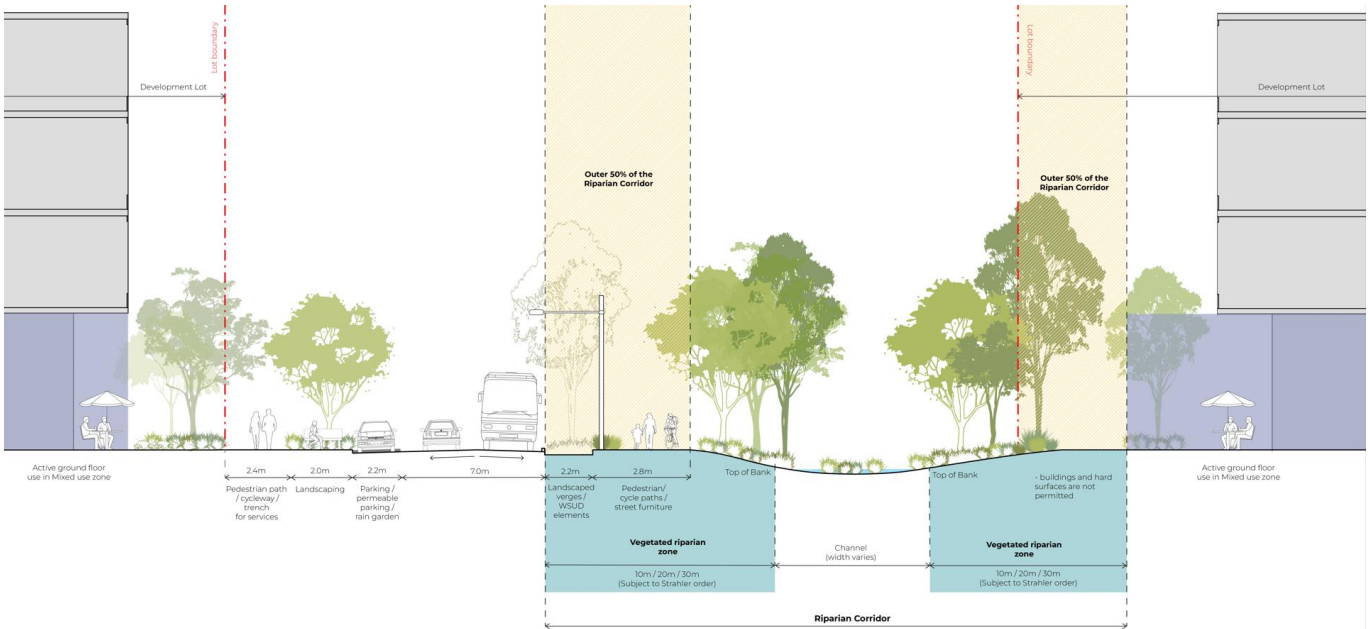 Lot boundary
Lot boundary
Development Lot
Development Lot
Outer 50% of the
Riparian Corridor
Outer 50% of the
Riparian Corridor
Active ground floor
use in Mixed use zone
2.4m
Pedestrian path
/ cycleway /
trench
for services
2.0m
Landscaping
2.2m
Parking /
permeable
parking /
rain garden
7.0m
2.2m
Landscaped
verges /
WSUD
elements
2.8m
Pedestrian/
cycle paths /
street furniture
Top of Bank
Top of Bank
- buildings and hard
surfaces are not
permitted
Active ground floor
use in Mixed use zone
Vegetated riparian
zone
10m / 20m / 30m
(Subject to Strahler order)
Channel
(width varies)
Vegetated riparian
zone
10m / 20m / 30m
(Subject to Strahler order)
Riparian Corridor